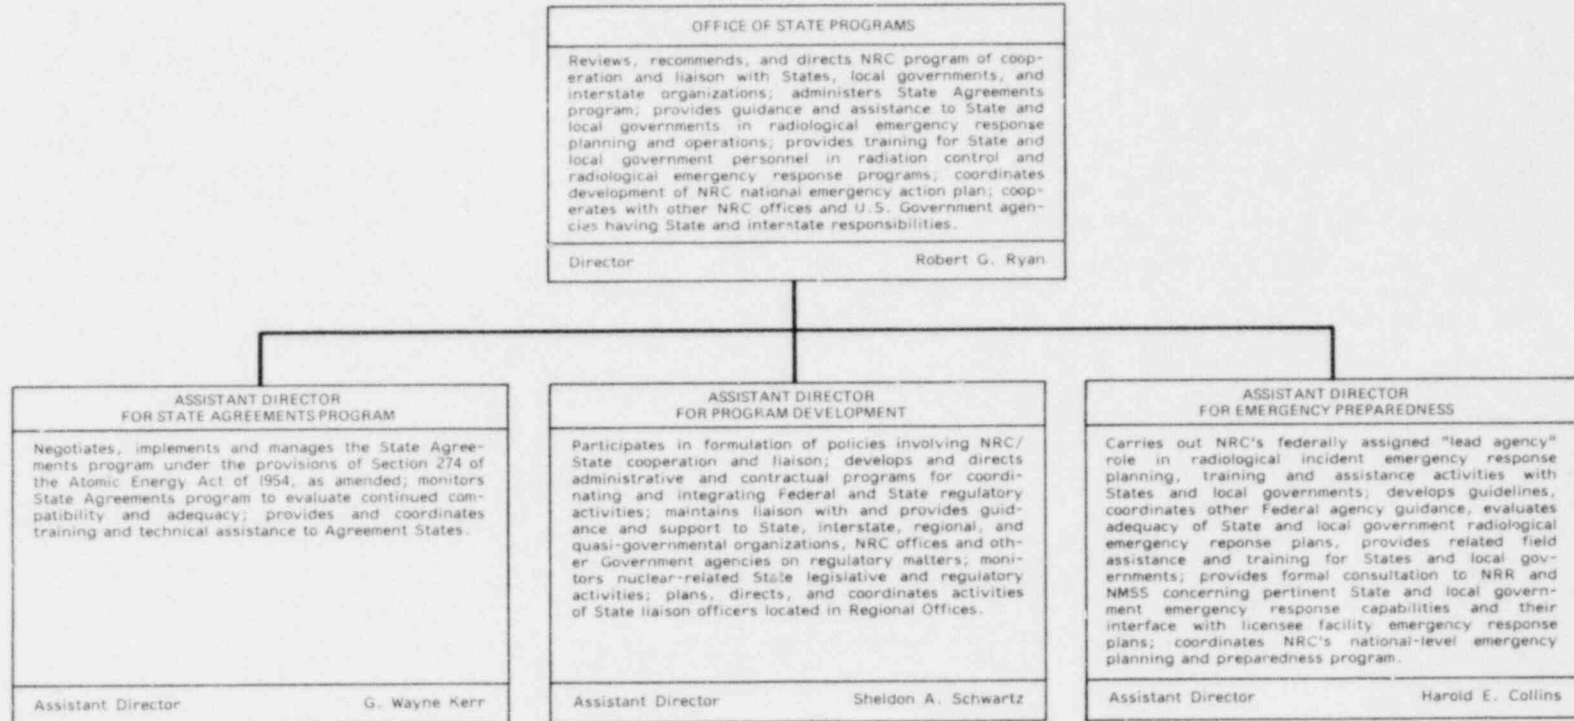 OFFICE OF STATE PROGRAMS
Reviews, recommends, and directs NRC program of coop-
eration and liaison with States, local governments, and
interstate organizations; administers State Agreements
program; provides guidance and assistance to State and
local governments in radiological emergency response
planning and operations; provides training for State and
local government personnel in radiation control and
radiological emergency response programs; coordinates
development of NRC national emergency action plan; coop-
erates with other NRC offices and U.S. Government agen-
cies having State and interstate responsibilities.
Director Robert G. Ryan
ASSISTANT DIRECTOR
FOR STATE AGREEMENTS PROGRAM
Negotiates, implements and manages the State Agree-
ments program under the provisions of Section 274 of
the Atomic Energy Act of 1954, as amended; monitors
State Agreements program to evaluate continued com-
patibility and adequacy; provides and coordinates
training and technical assistance to Agreement States.
Assistant Director G. Wayne Kerr
ASSISTANT DIRECTOR
FOR PROGRAM DEVELOPMENT
Participates in formulation of policies involving NRC/
State cooperation and liaison; develops and directs
administrative and contractual programs for coordi-
nating and integrating Federal and State regulatory
activities; maintains liaison with and provides guid-
ance and support to State, interstate, regional, and
quasi-governmental organizations, NRC offices and oth-
er Government agencies on regulatory matters; moni-
tors nuclear-related State legislative and regulatory
activities; plans, directs, and coordinates activities
of State liaison officers located in Regional Offices.
Assistant Director Sheldon A. Schwartz
ASSISTANT DIRECTOR
FOR EMERGENCY PREPAREDNESS
Carries out NRC's federally assigned "lead agency"
role in radiological incident emergency response
planning, training and assistance activities with
States and local governments; develops guidelines,
coordinates other Federal agency guidance, evaluates
adequacy of State and local government radiological
emergency reponse plans, provides related field
assistance and training for States and local gov-
ernments; provides formal consultation to NRR and
NMSS concerning pertinent State and local govern-
ment emergency response capabilities and their
interface with licensee facility emergency response
plans; coordinates NRC's national-level emergency
planning and preparedness program.
Assistant Director Harold E. Collins